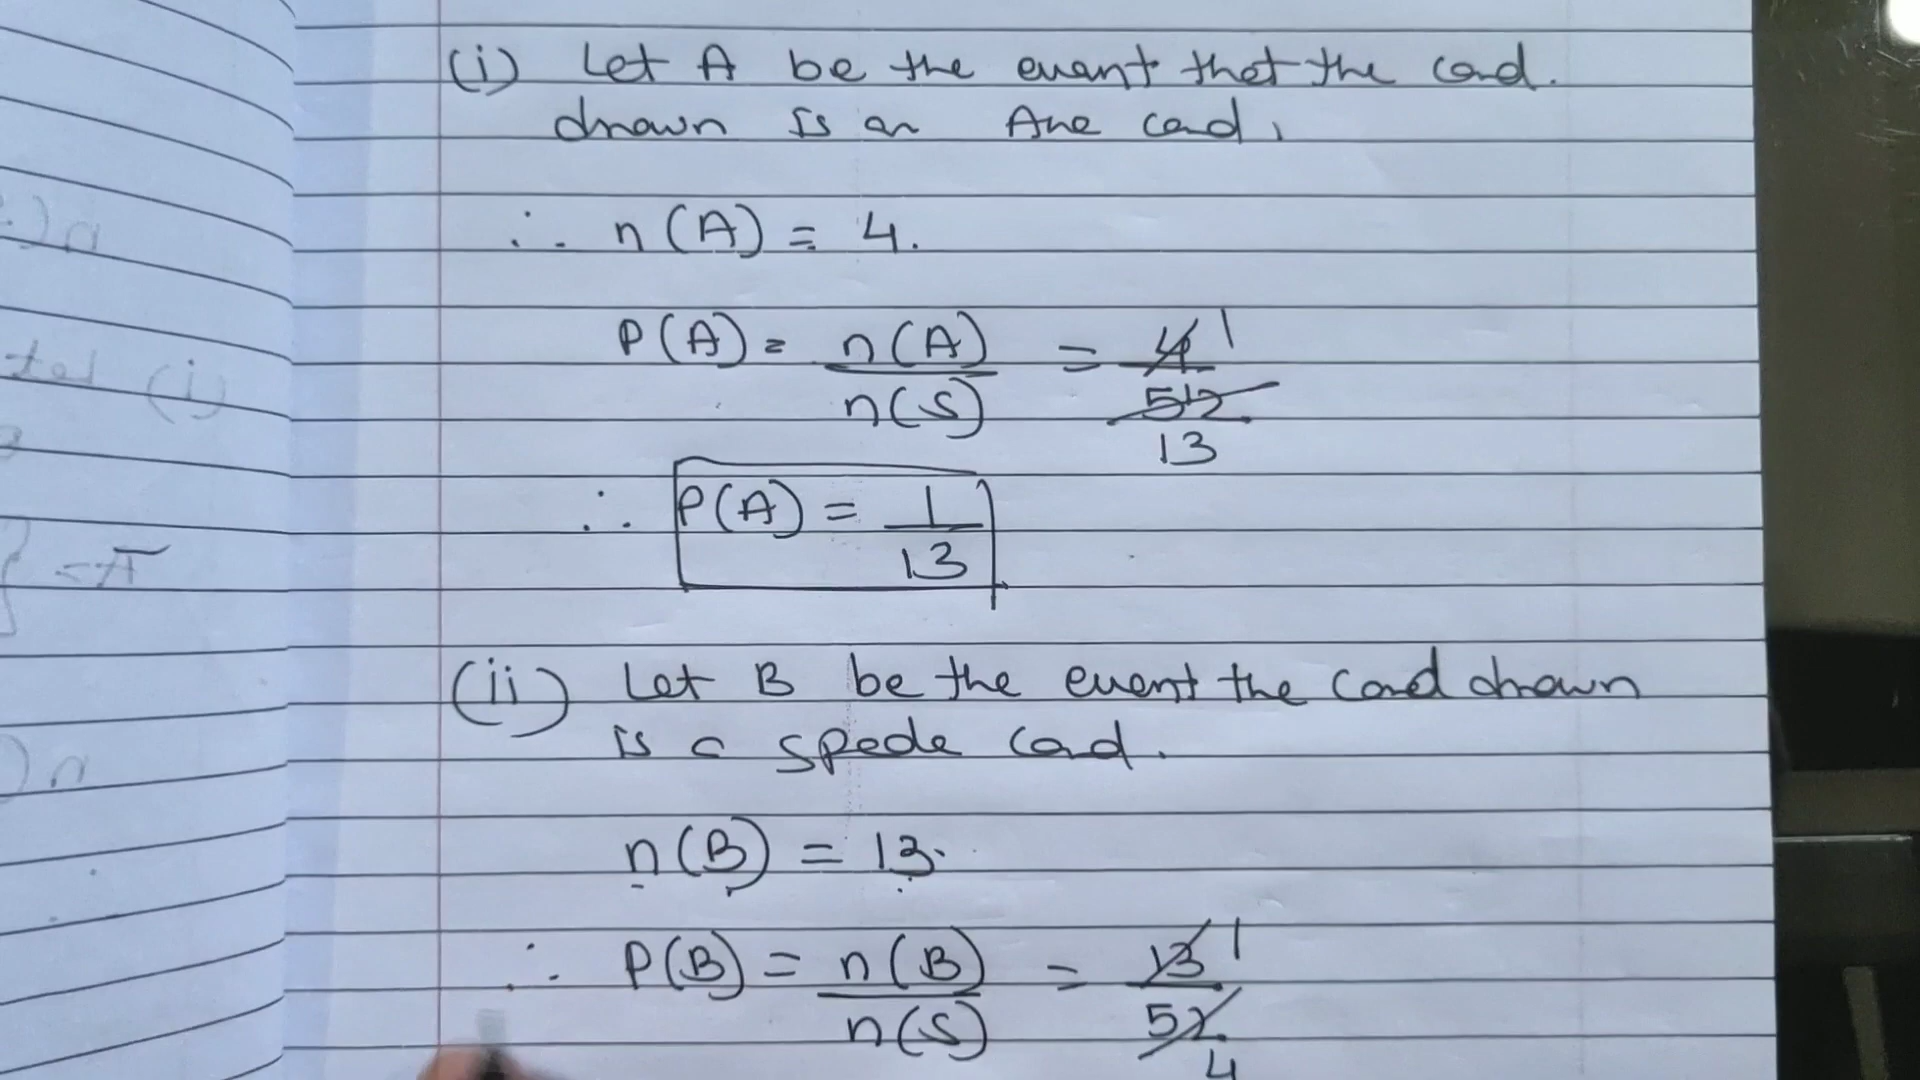 (i) Let A be the event that the card.
drawn is an Ace card,
∴ n(A) = 4.
P(A) = n(A)/n(S) = 4 1/52 13
∴ P(A) = 1/13
(ii) Let B be the event the card drawn
is a spade card.
n(B) = 13.
∴ P(B) = n(B)/n(S) = 13 1/52 4